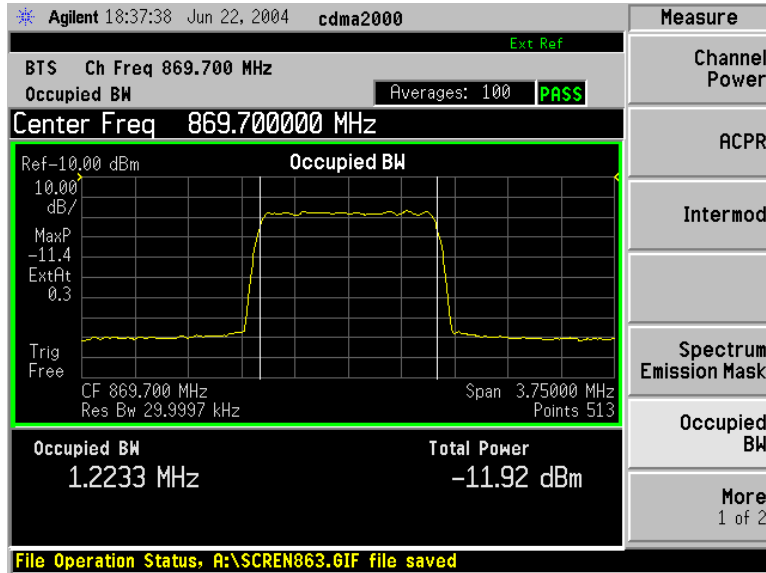 Agilent 18:37:38 Jun 22, 2004 cdma2000
Measure
Ext Ref
BTS Ch Freq 869.700 MHz
Occupied BW
Averages: 100 PASS
Center Freq 869.700000 MHz
Ref-10.00 dBm
Occupied BW
10.00
dB/
MaxP
-11.4
ExtAt
0.3
Trig
Free
CF 869.700 MHz
Span 3.75000 MHz
Res Bw 29.9997 kHz
Points 513
Occupied BW
Total Power
1.2233 MHz
-11.92 dBm
File Operation Status, A:\SCREN863.GIF file saved
Channel
Power
ACPR
Intermod
Spectrum
Emission Mask
Occupied
BW
More
1 of 2